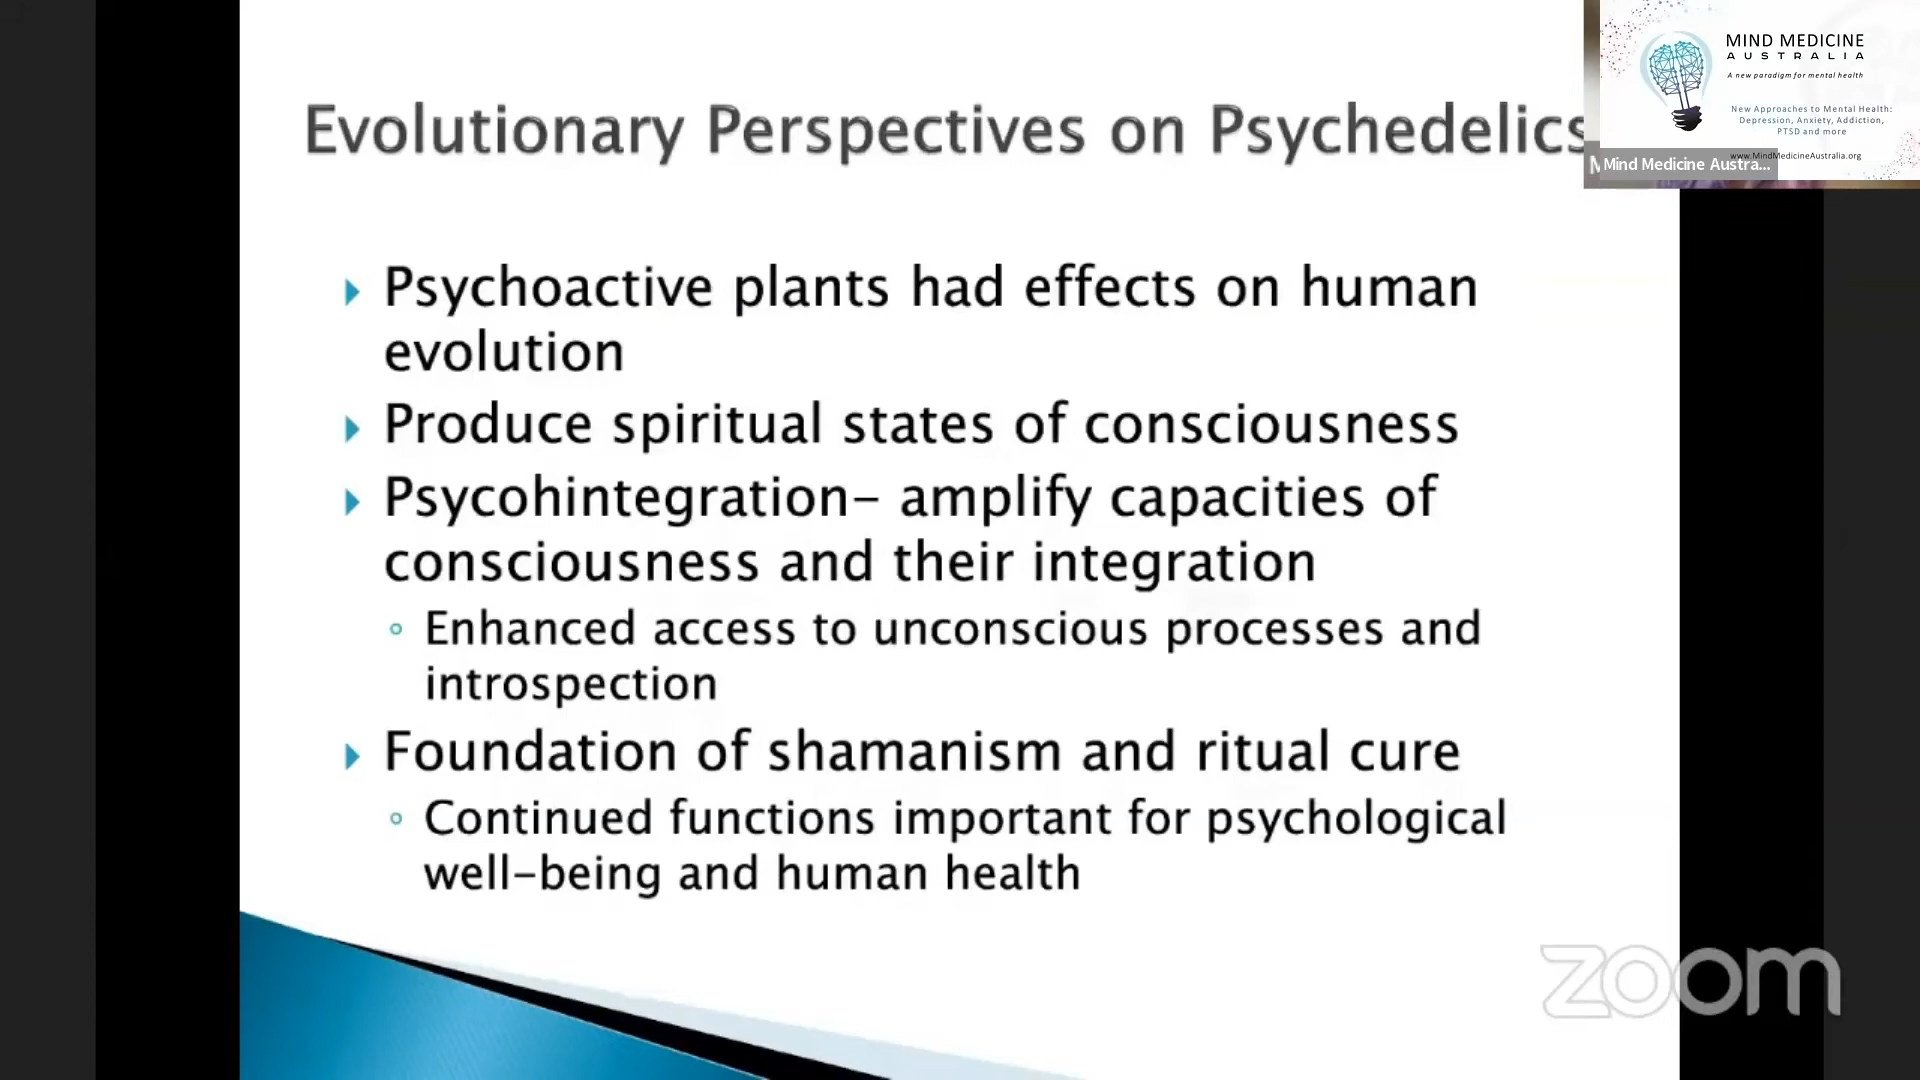 Evolutionary Perspectives on Psychedelics
Psychoactive plants had effects on human
evolution
Produce spiritual states of consciousness
Psycohintegration- amplify capacities of
consciousness and their integration
Enhanced access to unconscious processes and
introspection
Foundation of shamanism and ritual cure
Continued functions important for psychological
well-being and human health
MIND MEDICINE
AUSTRALIA
A new paradigm for mental health
New Approaches to Mental Health:
Depression, Anxiety, Addiction,
PTSD and more
www.MindMedicineAustralia.org
Mind Medicine Austra...
zoom